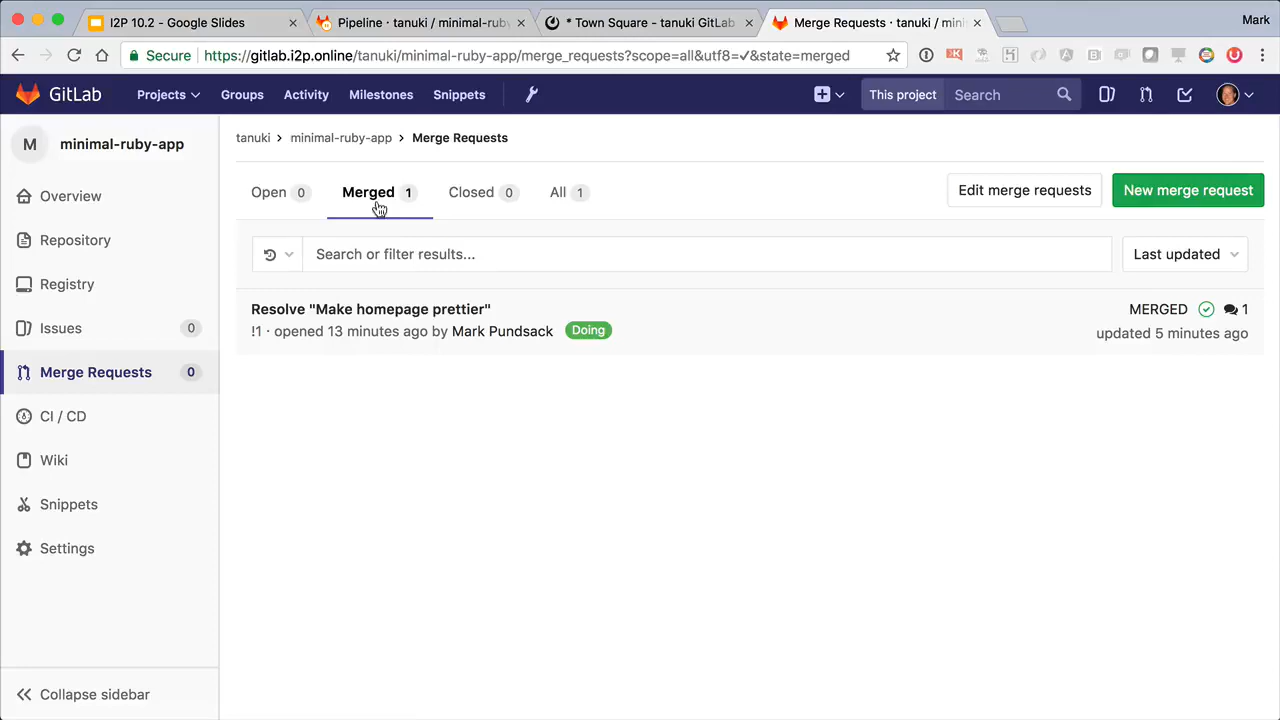 I2P 10.2 - Google Slides
Pipeline · tanuki / minimal-ruby
* Town Square - tanuki GitLab
Merge Requests · tanuki / mini
Mark
Secure
https://gitlab.i2p.online/tanuki/minimal-ruby-app/merge_requests?scope=all&utf8=✓&state=merged
GitLab
Projects
Groups
Activity
Milestones
Snippets
This project
Search
M
minimal-ruby-app
Overview
Repository
Registry
Issues 0
Merge Requests 0
CI / CD
Wiki
Snippets
Settings
Collapse sidebar
tanuki > minimal-ruby-app > Merge Requests
Open 0
Merged 1
Closed 0
All 1
Edit merge requests
New merge request
Search or filter results...
Last updated
Resolve "Make homepage prettier"
!1 · opened 13 minutes ago by Mark Pundsack Doing
MERGED 1
updated 5 minutes ago